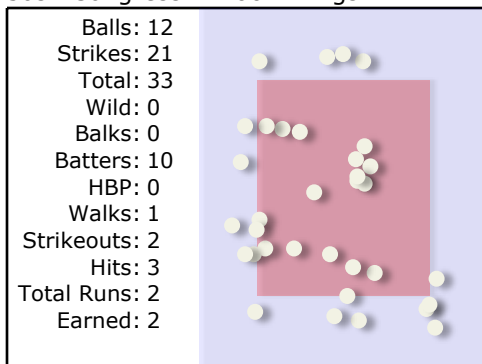 Balls: 12
Strikes: 21
Total: 33
Wild: 0
Balks: 0
Batters: 10
HBP: 0
Walks: 1
Strikeouts: 2
Hits: 3
Total Runs: 2
Earned: 2